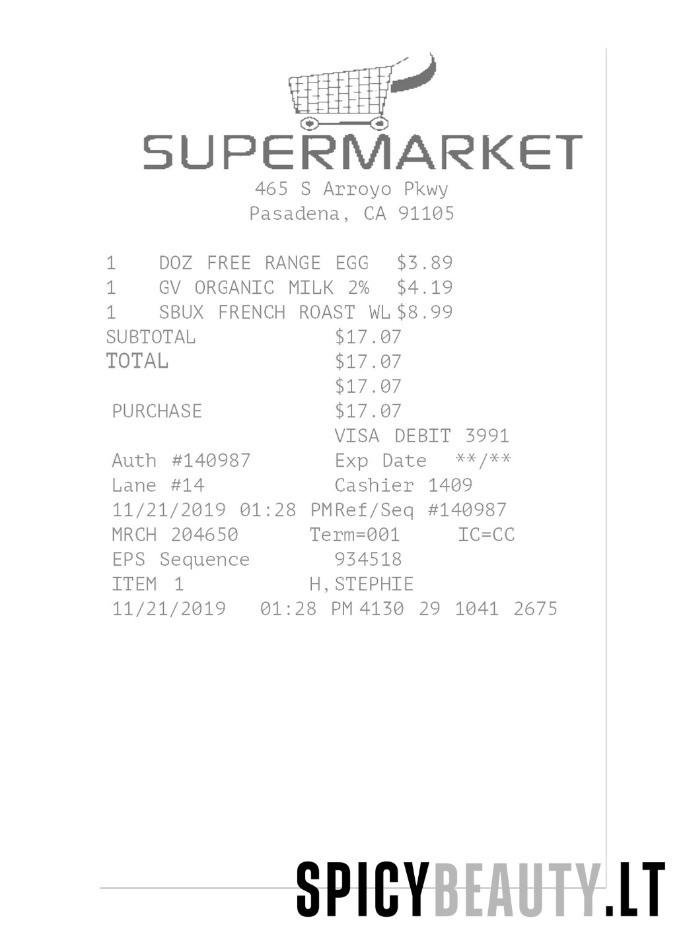 SUPERMARKET
465 S Arroyo Pkwy
Pasadena, CA 91105
1 DOZ FREE RANGE EGG $3.89
1 GV ORGANIC MILK 2% $4.19
1 SBUX FRENCH ROAST WL $8.99
SUBTOTAL $17.07
TOTAL $17.07
$17.07
PURCHASE $17.07
VISA DEBIT 3991
Auth #140987 Exp Date **/**
Lane #14 Cashier 1409
11/21/2019 01:28 PMRef/Seq #140987
MRCH 204650 Term=001 IC=CC
EPS Sequence 934518
ITEM 1 H,STEPHIE
11/21/2019 01:28 PM 4130 29 1041 2675
SPICYBEAUTY.LT